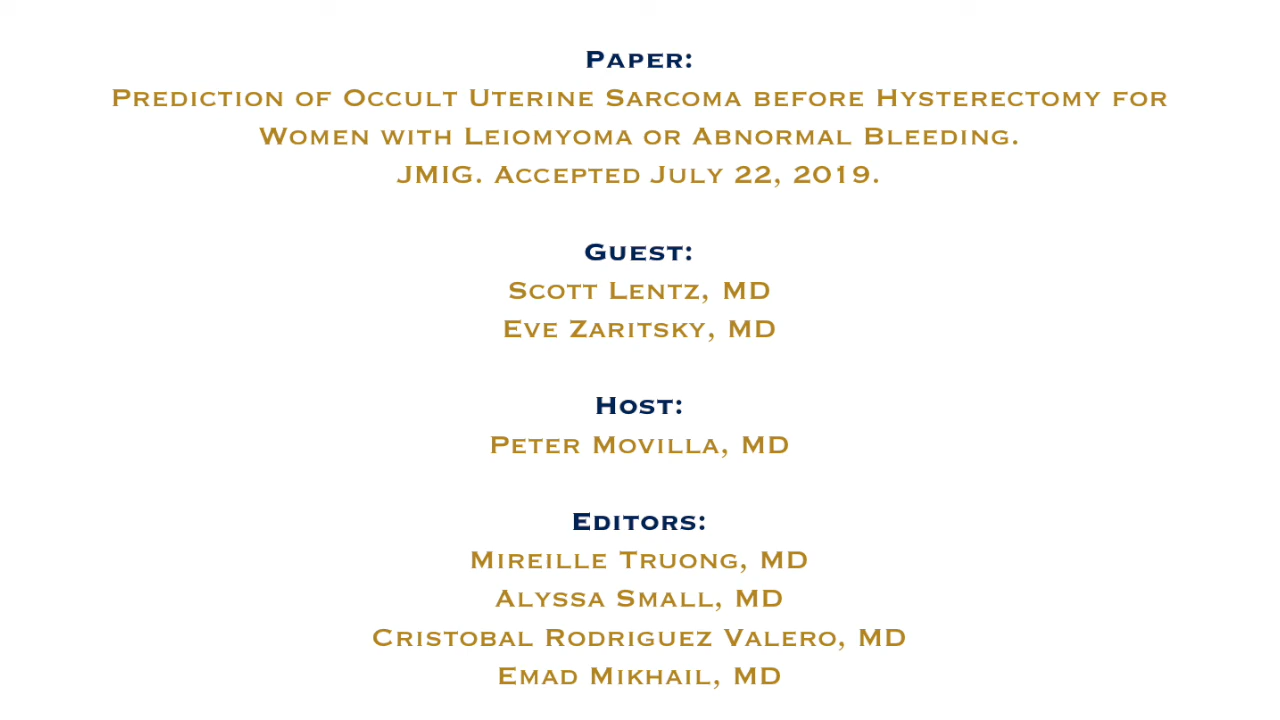 Paper:
Prediction of Occult Uterine Sarcoma before Hysterectomy for
Women with Leiomyoma or Abnormal Bleeding.
JMIG. Accepted July 22, 2019.
Guest:
Scott Lentz, MD
Eve Zaritsky, MD
Host:
Peter Movilla, MD
Editors:
Mireille Truong, MD
Alyssa Small, MD
Cristobal Rodriguez Valero, MD
Emad Mikhail, MD